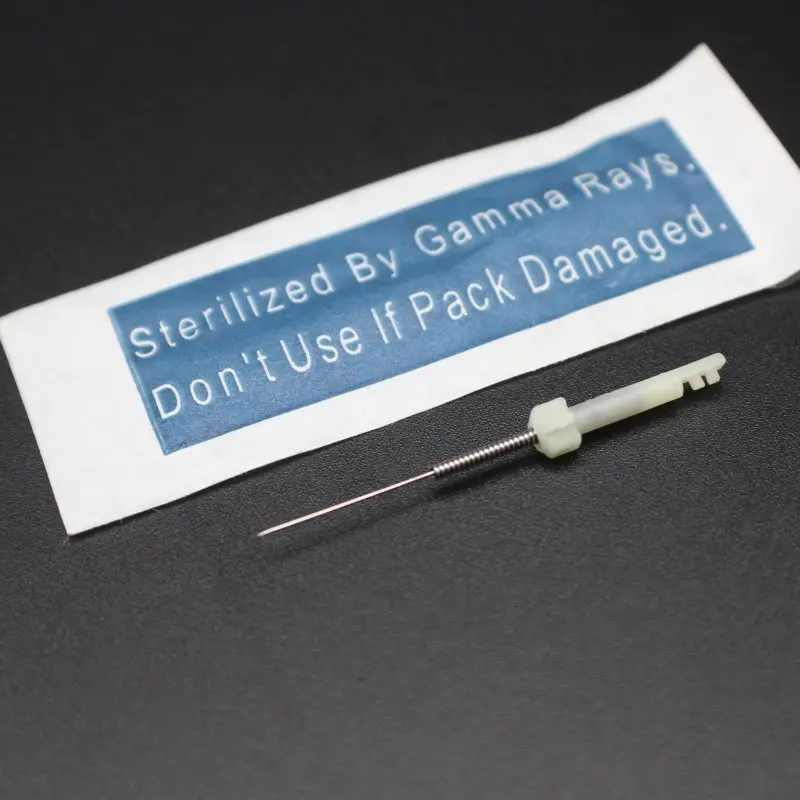 Sterilized By Gamma Rays.
Don't Use If Pack Damaged.